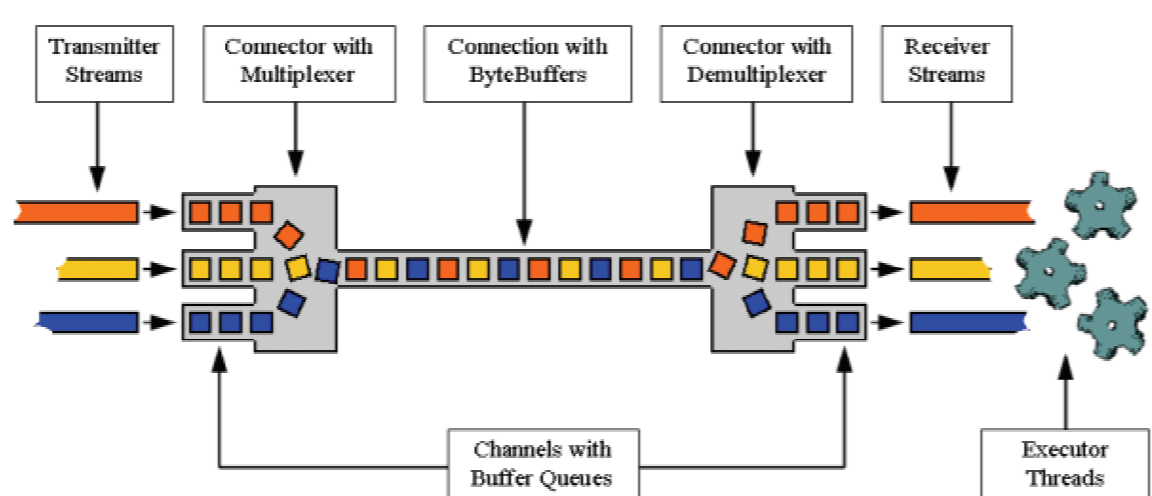 Transmitter
Streams
Connector with
Multiplexer
Connection with
ByteBuffers
Connector with
Demultiplexer
Receiver
Streams
Channels with
Buffer Queues
Executor
Threads